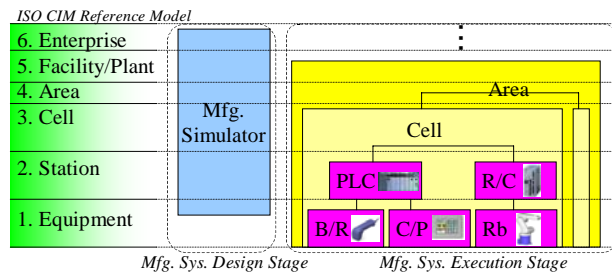 ISO CIM Reference Model
6. Enterprise
5. Facility/Plant
4. Area
3. Cell
2. Station
1. Equipment
Mfg.
Simulator
Area
Cell
PLC
R/C
B/R
C/P
Rb
Mfg. Sys. Design Stage
Mfg. Sys. Execution Stage